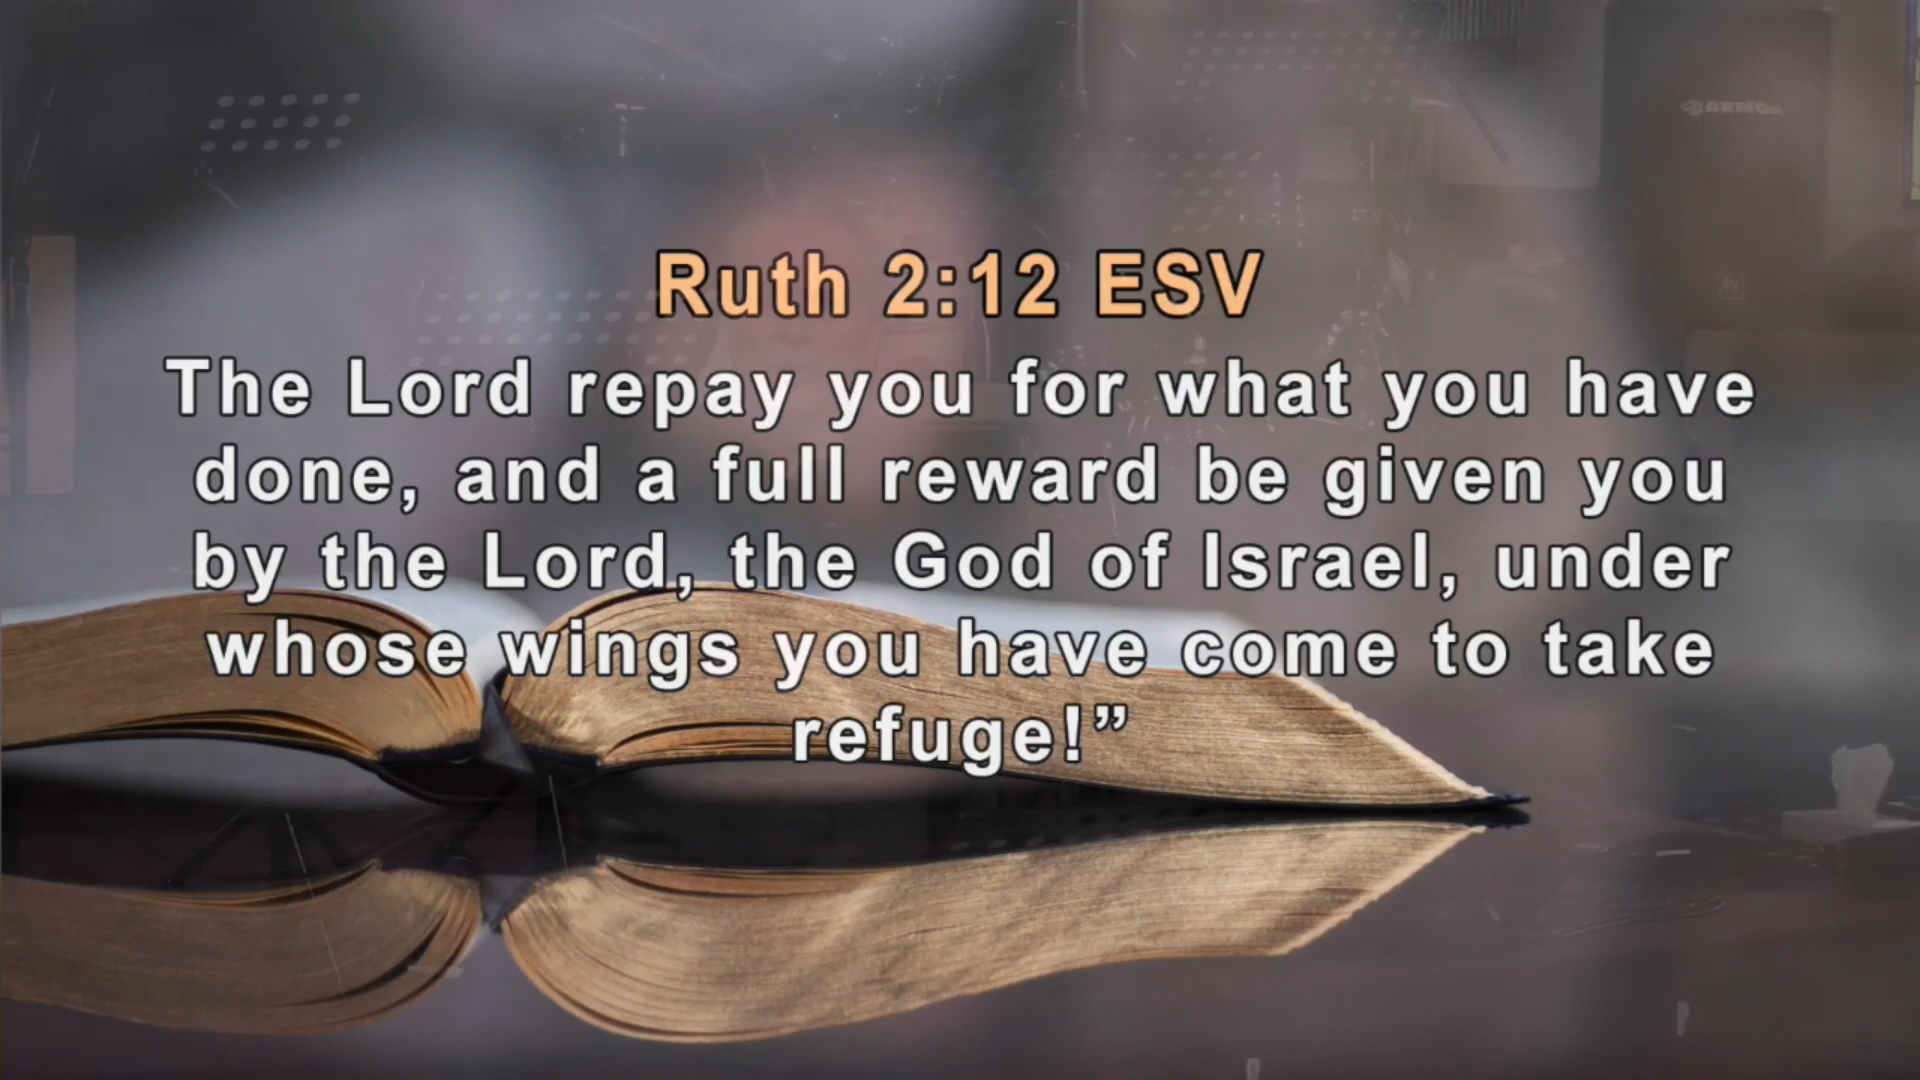 Ruth 2:12 ESV
The Lord repay you for what you have
done, and a full reward be given you
by the Lord, the God of Israel, under
whose wings you have come to take
refuge!”